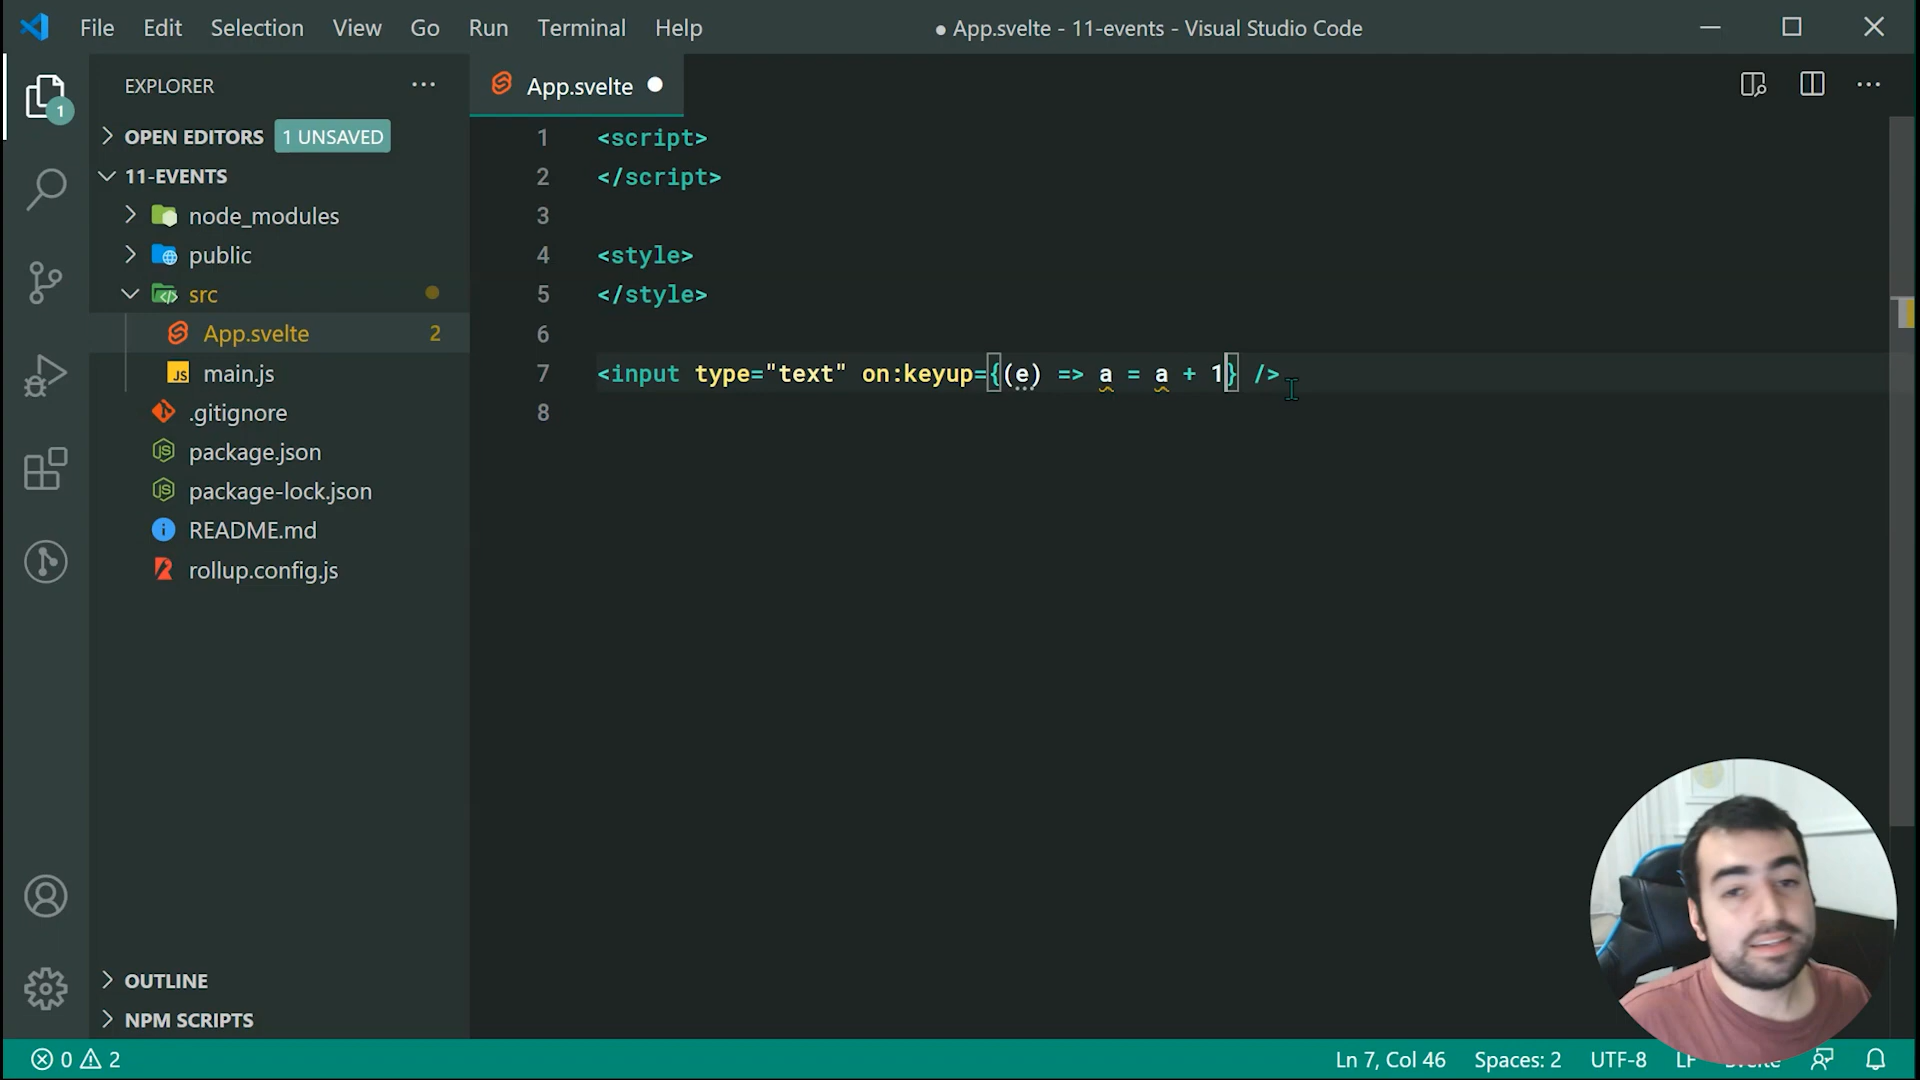 File Edit Selection View Go Run Terminal Help
● App.svelte - 11-events - Visual Studio Code
EXPLORER
App.svelte
OPEN EDITORS 1 UNSAVED
11-EVENTS
node_modules
public
src
App.svelte 2
JS main.js
.gitignore
package.json
package-lock.json
README.md
rollup.config.js
OUTLINE
NPM SCRIPTS
1
1 <script>
2 </script>
3
4 <style>
5 </style>
6
7 <input type="text" on:keyup={(e) => a = a + 1} />
8
0 2
Ln 7, Col 46 Spaces: 2 UTF-8 LF Svelte